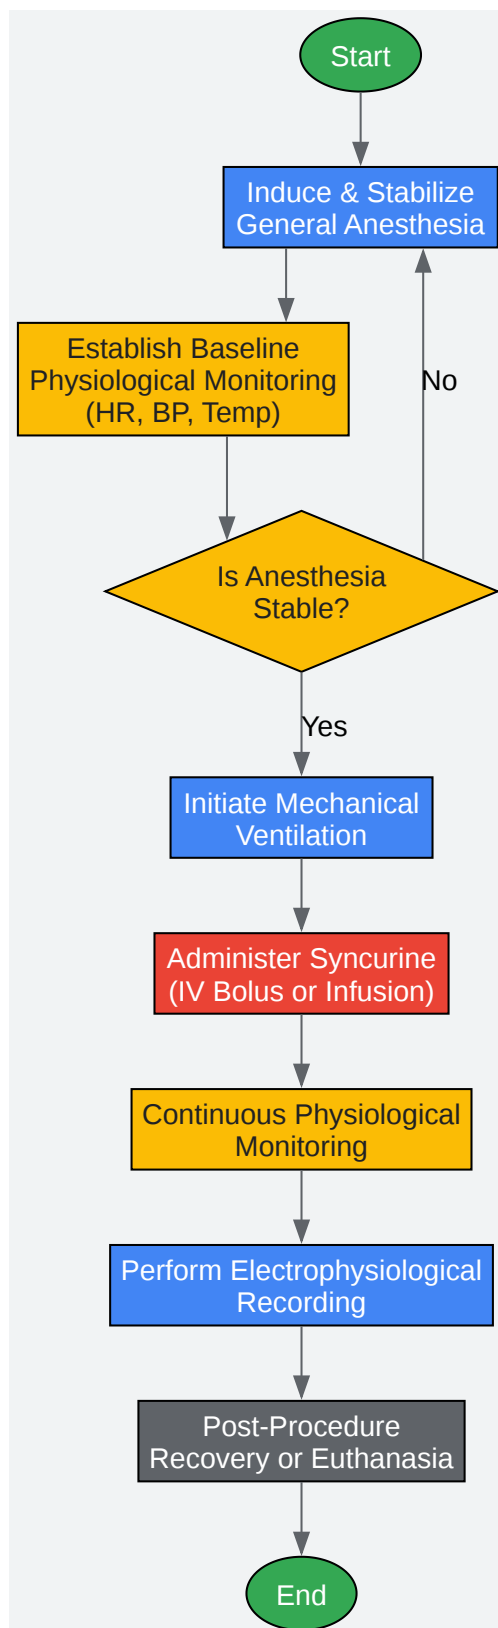 Start
Induce & Stabilize
General Anesthesia
Establish Baseline
Physiological Monitoring
(HR, BP, Temp)
No
Is Anesthesia
Stable?
Yes
Initiate Mechanical
Ventilation
Administer Syncurine
(IV Bolus or Infusion)
Continuous Physiological
Monitoring
Perform Electrophysiological
Recording
Post-Procedure
Recovery or Euthanasia
End